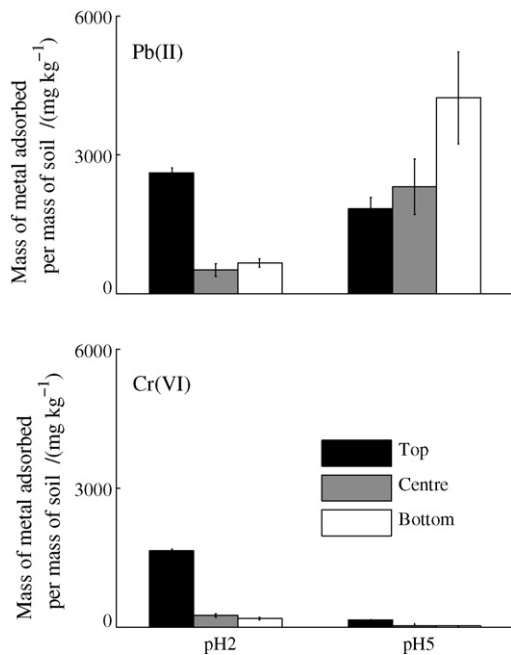 6000
Pb(II)
Mass of metal adsorbed
per mass of soil /(mg kg⁻¹)
3000
0
6000
Cr(VI)
Mass of metal adsorbed
per mass of soil /(mg kg⁻¹)
Top
Centre
3000
Bottom
0
pH2 pH5